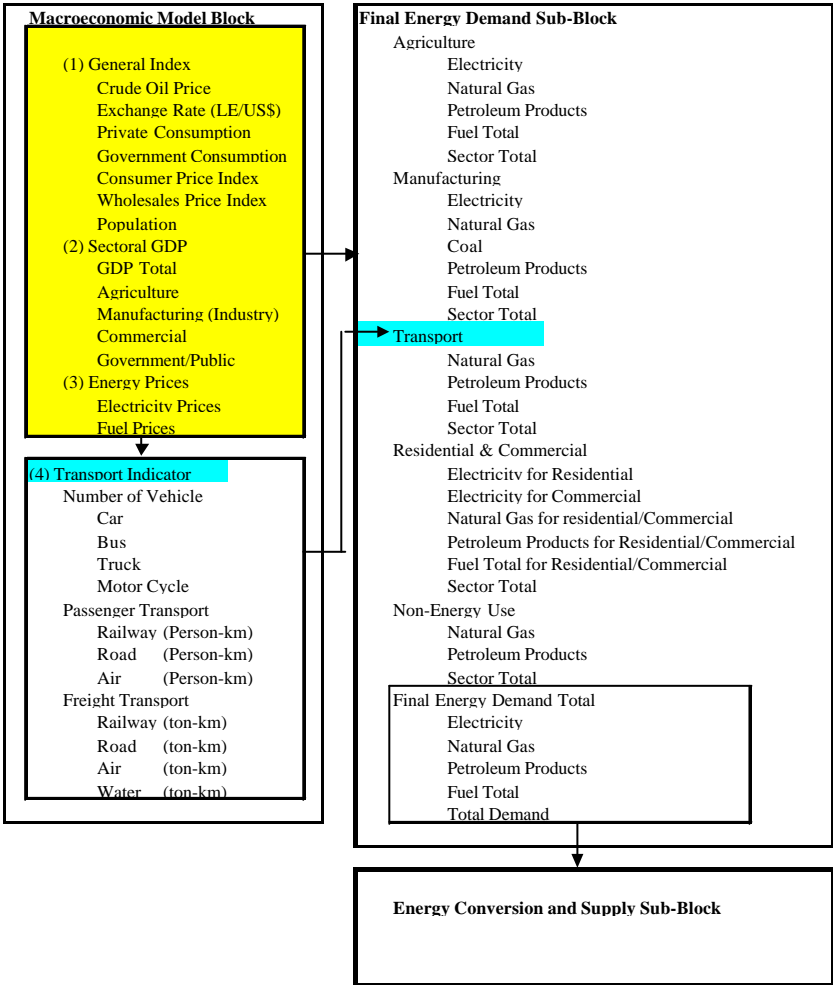 Macroeconomic Model Block
(1) General Index
Crude Oil Price
Exchange Rate (LE/US$)
Private Consumption
Government Consumption
Consumer Price Index
Wholesales Price Index
Population
(2) Sectoral GDP
GDP Total
Agriculture
Manufacturing (Industry)
Commercial
Government/Public
(3) Energy Prices
Electricity Prices
Fuel Prices
(4) Transport Indicator
Number of Vehicle
Car
Bus
Truck
Motor Cycle
Passenger Transport
Railway (Person-km)
Road (Person-km)
Air (Person-km)
Freight Transport
Railway (ton-km)
Road (ton-km)
Air (ton-km)
Water (ton-km)
Final Energy Demand Sub-Block
Agriculture
Electricity
Natural Gas
Petroleum Products
Fuel Total
Sector Total
Manufacturing
Electricity
Natural Gas
Coal
Petroleum Products
Fuel Total
Sector Total
Transport
Natural Gas
Petroleum Products
Fuel Total
Sector Total
Residential & Commercial
Electricity for Residential
Electricity for Commercial
Natural Gas for residential/Commercial
Petroleum Products for Residential/Commercial
Fuel Total for Residential/Commercial
Sector Total
Non-Energy Use
Natural Gas
Petroleum Products
Sector Total
Final Energy Demand Total
Electricity
Natural Gas
Petroleum Products
Fuel Total
Total Demand
Energy Conversion and Supply Sub-Block